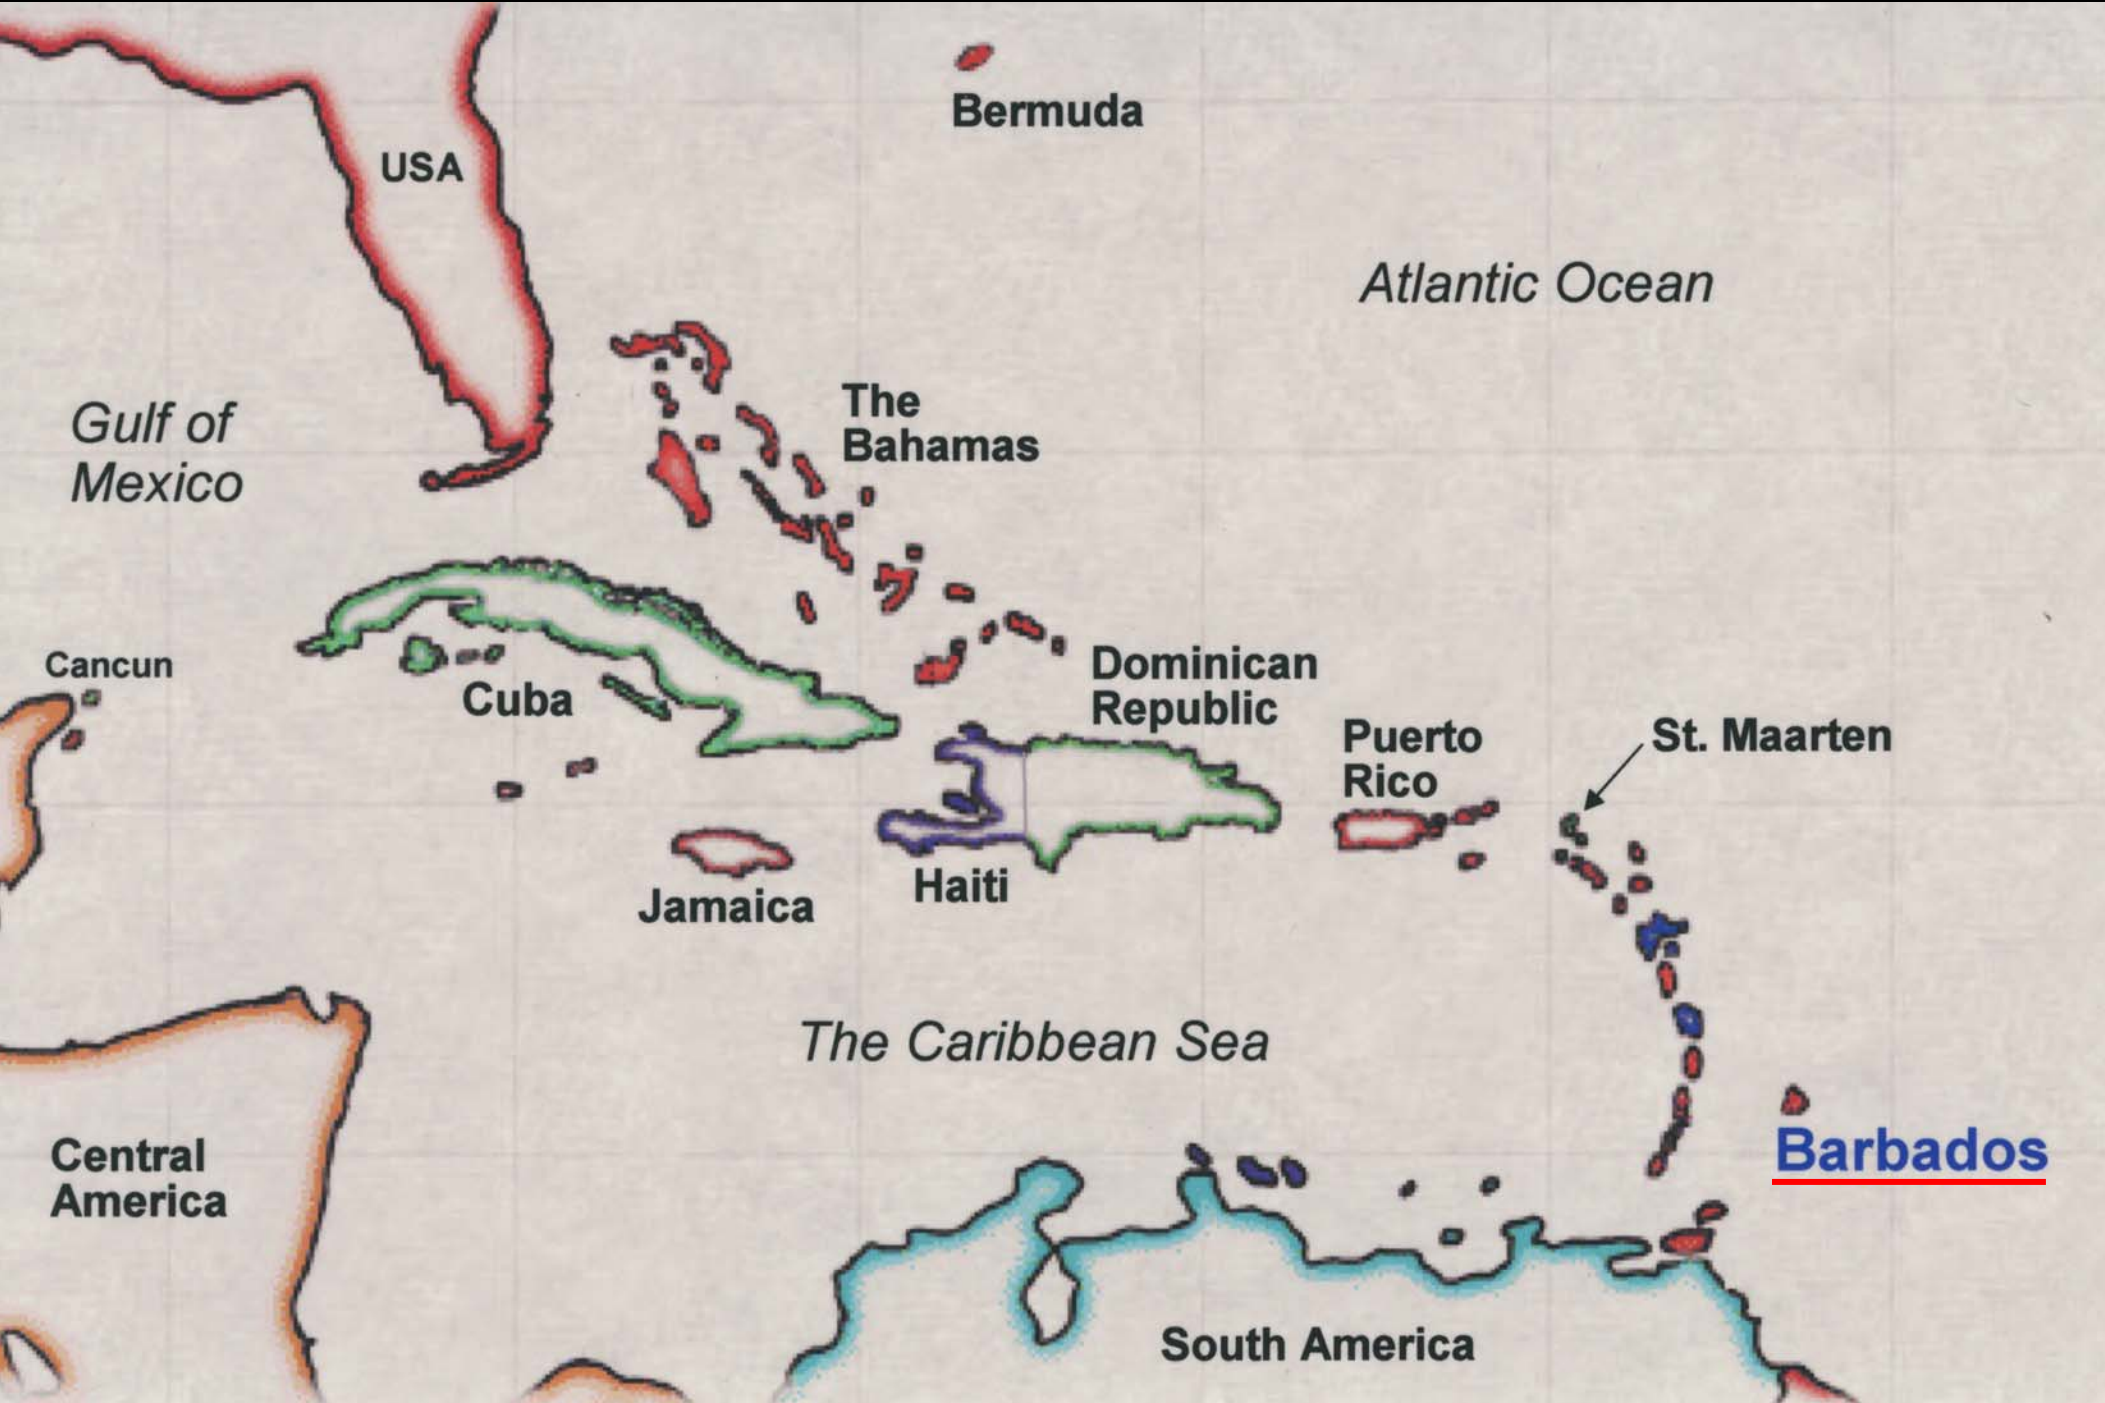 Bermuda
USA
Atlantic Ocean
The
Bahamas
Gulf of
Mexico
Cancun
Cuba
Dominican
Republic
Puerto
Rico
St. Maarten
Haiti
Jamaica
The Caribbean Sea
Barbados
Central
America
South America